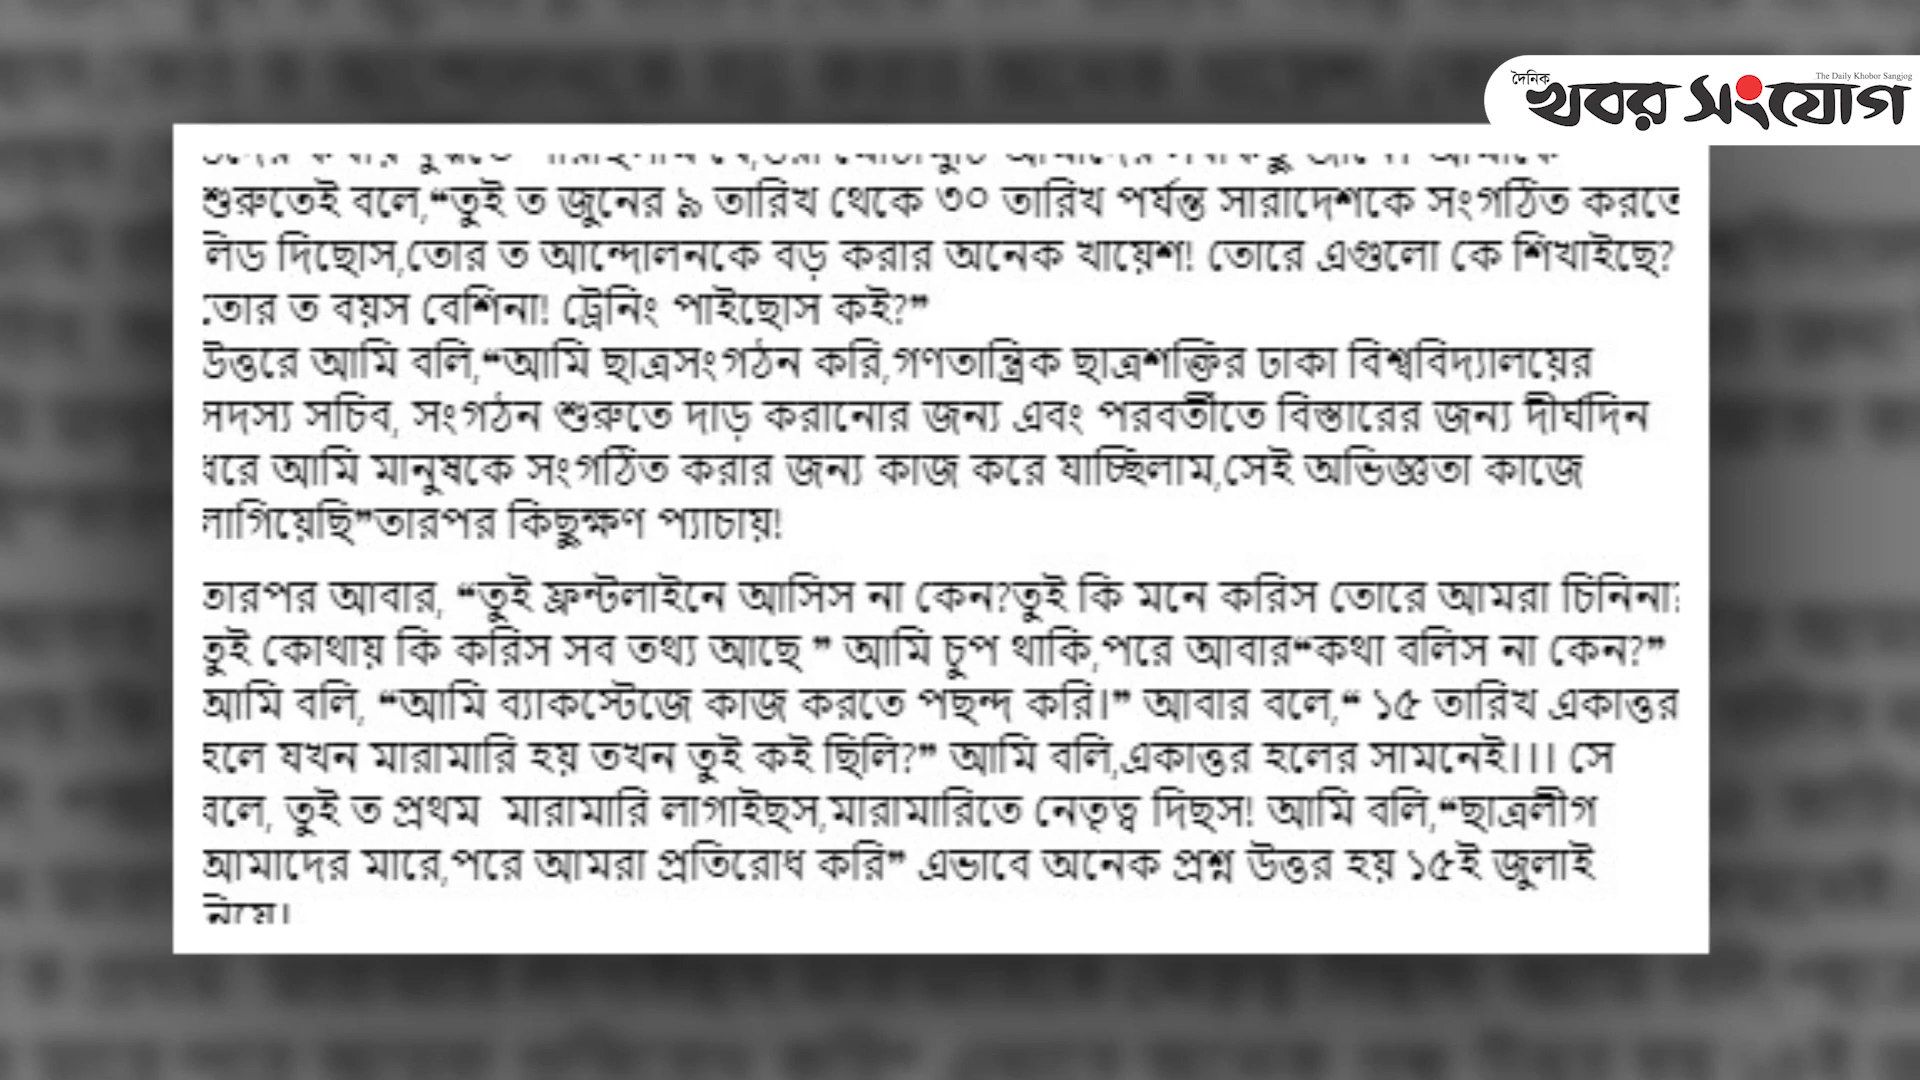 দৈনিক
The Daily Khobor Sangjog
খবর সংযোগ
শুরুতেই বলে,“তুই ত জুনের ৯ তারিখ থেকে ৩০ তারিখ পর্যন্ত সারাদেশকে সংগঠিত করতে
লিড দিছোস,তোর ত আন্দোলনকে বড় করার অনেক খায়েশ! তোরে এগুলো কে শিখাইছে?
তোর ত বয়স বেশিনা! ট্রেনিং পাইছোস কই?”
উত্তরে আমি বলি,“আমি ছাত্রসংগঠন করি,গণতান্ত্রিক ছাত্রশক্তির ঢাকা বিশ্ববিদ্যালয়ের
সদস্য সচিব, সংগঠন শুরুতে দাড় করানোর জন্য এবং পরবর্তীতে বিস্তারের জন্য দীর্ঘদিন
ধরে আমি মানুষকে সংগঠিত করার জন্য কাজ করে যাচ্ছিলাম,সেই অভিজ্ঞতা কাজে
লাগিয়েছি”তারপর কিছুক্ষণ প্যাচায়!
তারপর আবার, “তুই ফ্রন্টলাইনে আসিস না কেন?তুই কি মনে করিস তোরে আমরা চিনিনা?
তুই কোথায় কি করিস সব তথ্য আছে ” আমি চুপ থাকি,পরে আবার“কথা বলিস না কেন?”
আমি বলি, “আমি ব্যাকস্টেজে কাজ করতে পছন্দ করি।” আবার বলে,“ ১৫ তারিখ একাত্তর
হলে যখন মারামারি হয় তখন তুই কই ছিলি?” আমি বলি,একাত্তর হলের সামনেই।।। সে
বলে, তুই ত প্রথম  মারামারি লাগাইছস,মারামারিতে নেতৃত্ব দিছস! আমি বলি,“ছাত্রলীগ
আমাদের মারে,পরে আমরা প্রতিরোধ করি” এভাবে অনেক প্রশ্ন উত্তর হয় ১৫ই জুলাই
নিয়ে।